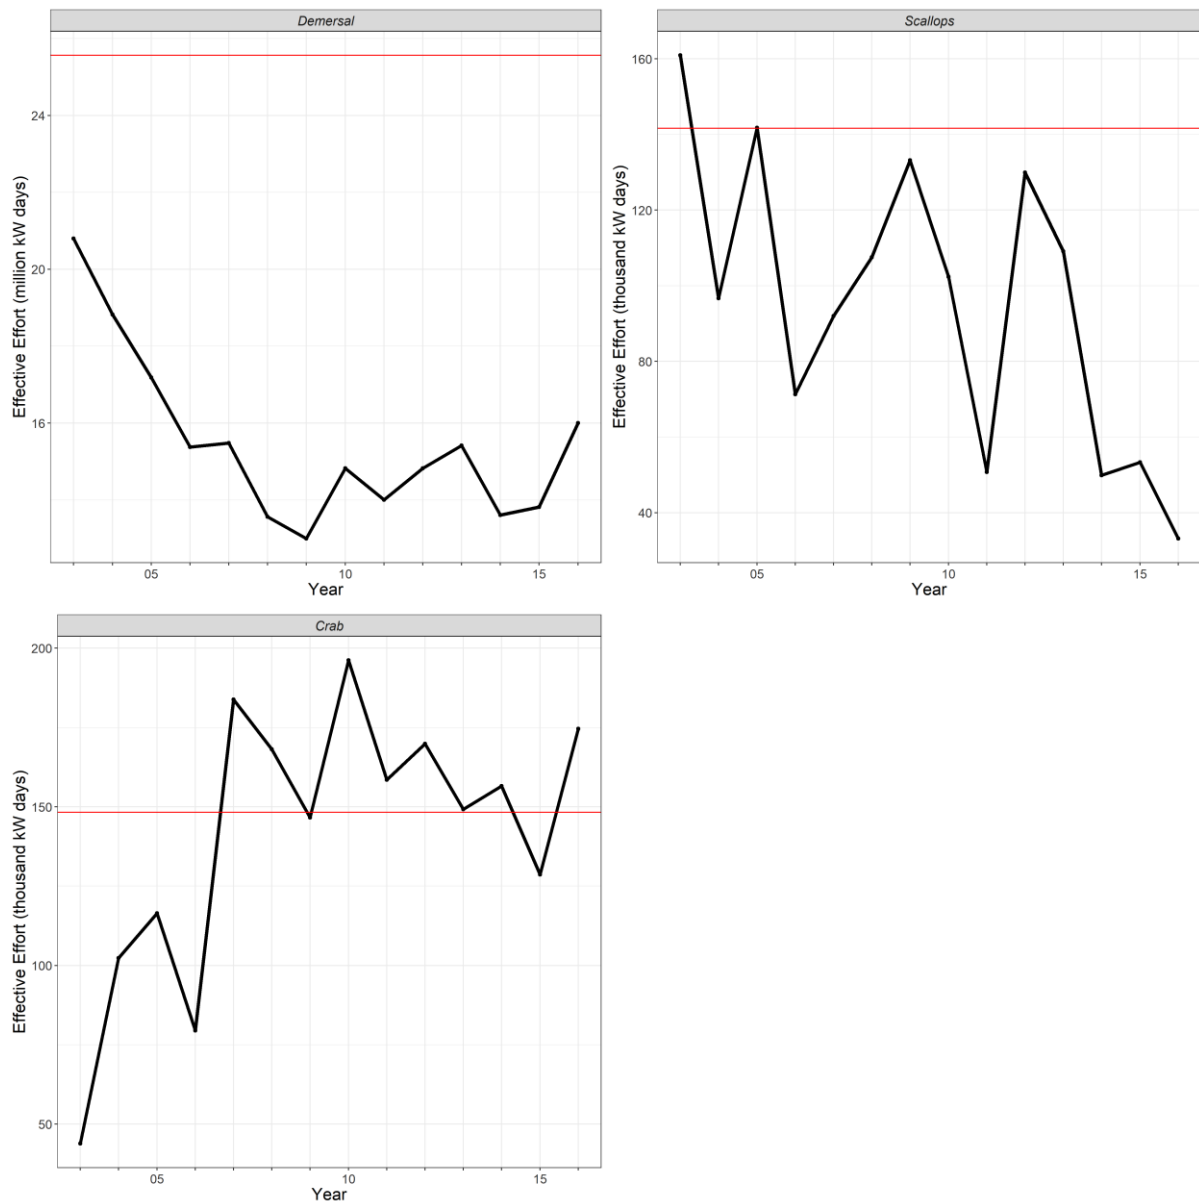 Demersal
Effective Effort (million kW days)
24
20
16
05 10 15
Year
Scallops
Effective Effort (thousand kW days)
160
120
80
40
05 10 15
Year
Crab
Effective Effort (thousand kW days)
200
150
100
50
05 10 15
Year